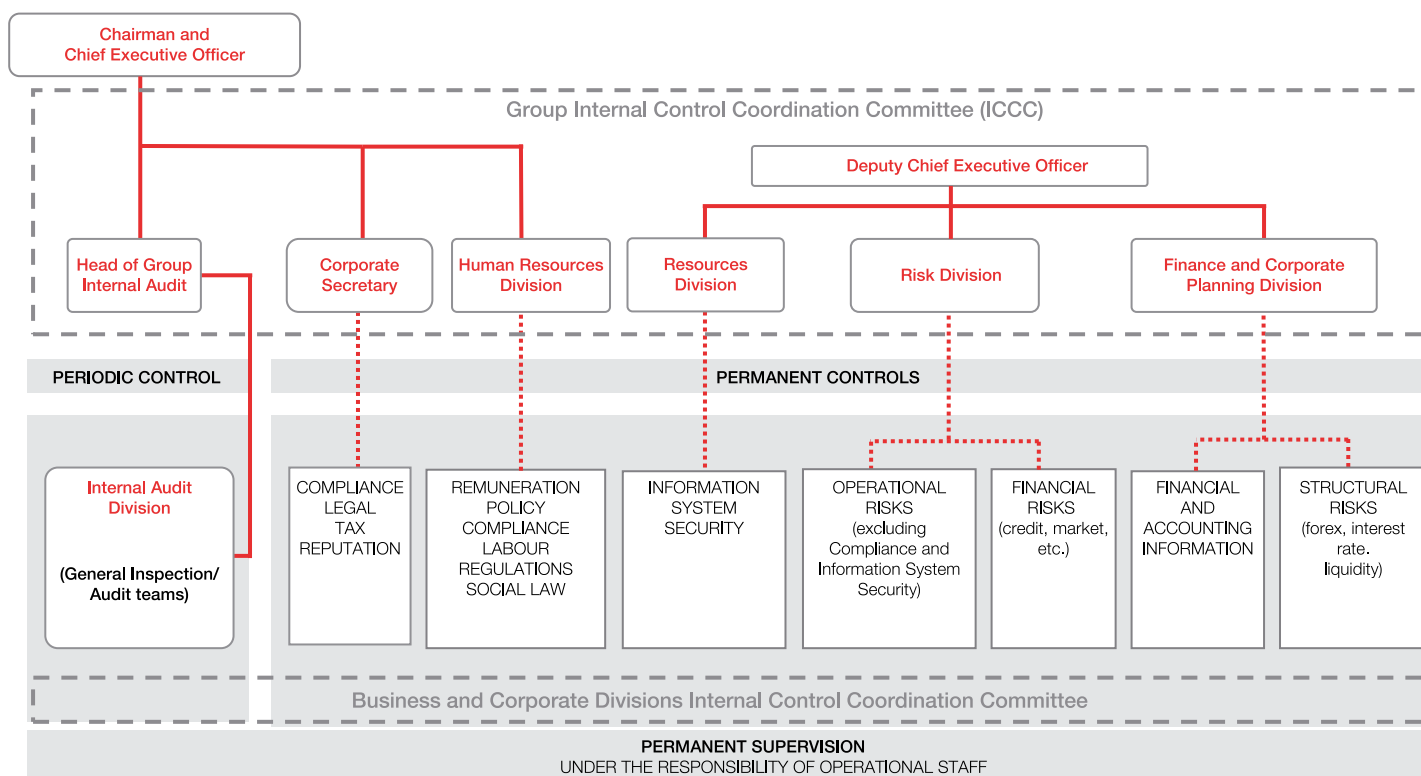 Chairman and
Chief Executive Officer
Group Internal Control Coordination Committee (ICCC)
Deputy Chief Executive Officer
Head of Group
Internal Audit
Corporate
Secretary
Human Resources
Division
Resources
Division
Risk Division
Finance and Corporate
Planning Division
PERIODIC CONTROL
PERMANENT CONTROLS
Internal Audit
Division
(General Inspection/
Audit teams)
COMPLIANCE
LEGAL
TAX
REPUTATION
REMUNERATION
POLICY
COMPLIANCE
LABOUR
REGULATIONS
SOCIAL LAW
INFORMATION
SYSTEM
SECURITY
OPERATIONAL
RISKS
(excluding
Compliance and
Information System
Security)
FINANCIAL
RISKS
(credit, market,
etc.)
FINANCIAL
AND
ACCOUNTING
INFORMATION
STRUCTURAL
RISKS
(forex, interest
rate.
liquidity)
Business and Corporate Divisions Internal Control Coordination Committee
PERMANENT SUPERVISION
UNDER THE RESPONSIBILITY OF OPERATIONAL STAFF